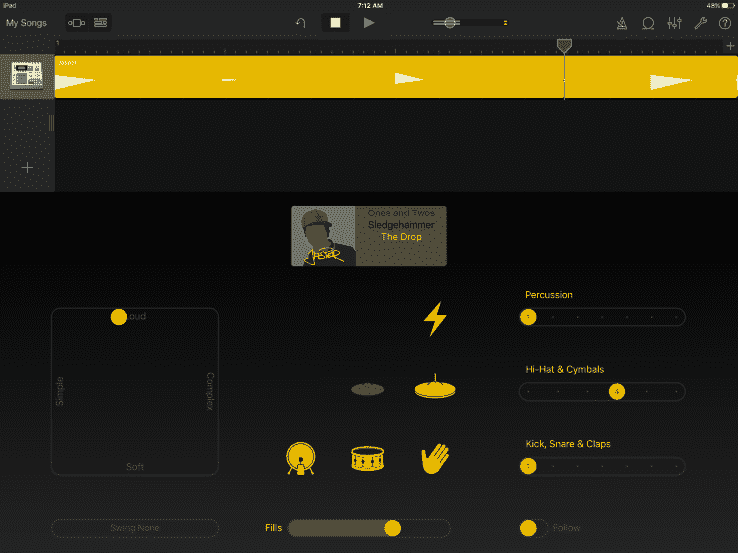 iPad
7:12 AM
48%
My Songs
1
Ones and Twos
Sledgehammer
The Drop
Percussion
Loud
Hi-Hat & Cymbals
Simple
Complex
Kick, Snare & Claps
Soft
Swing None
Fills
Follow